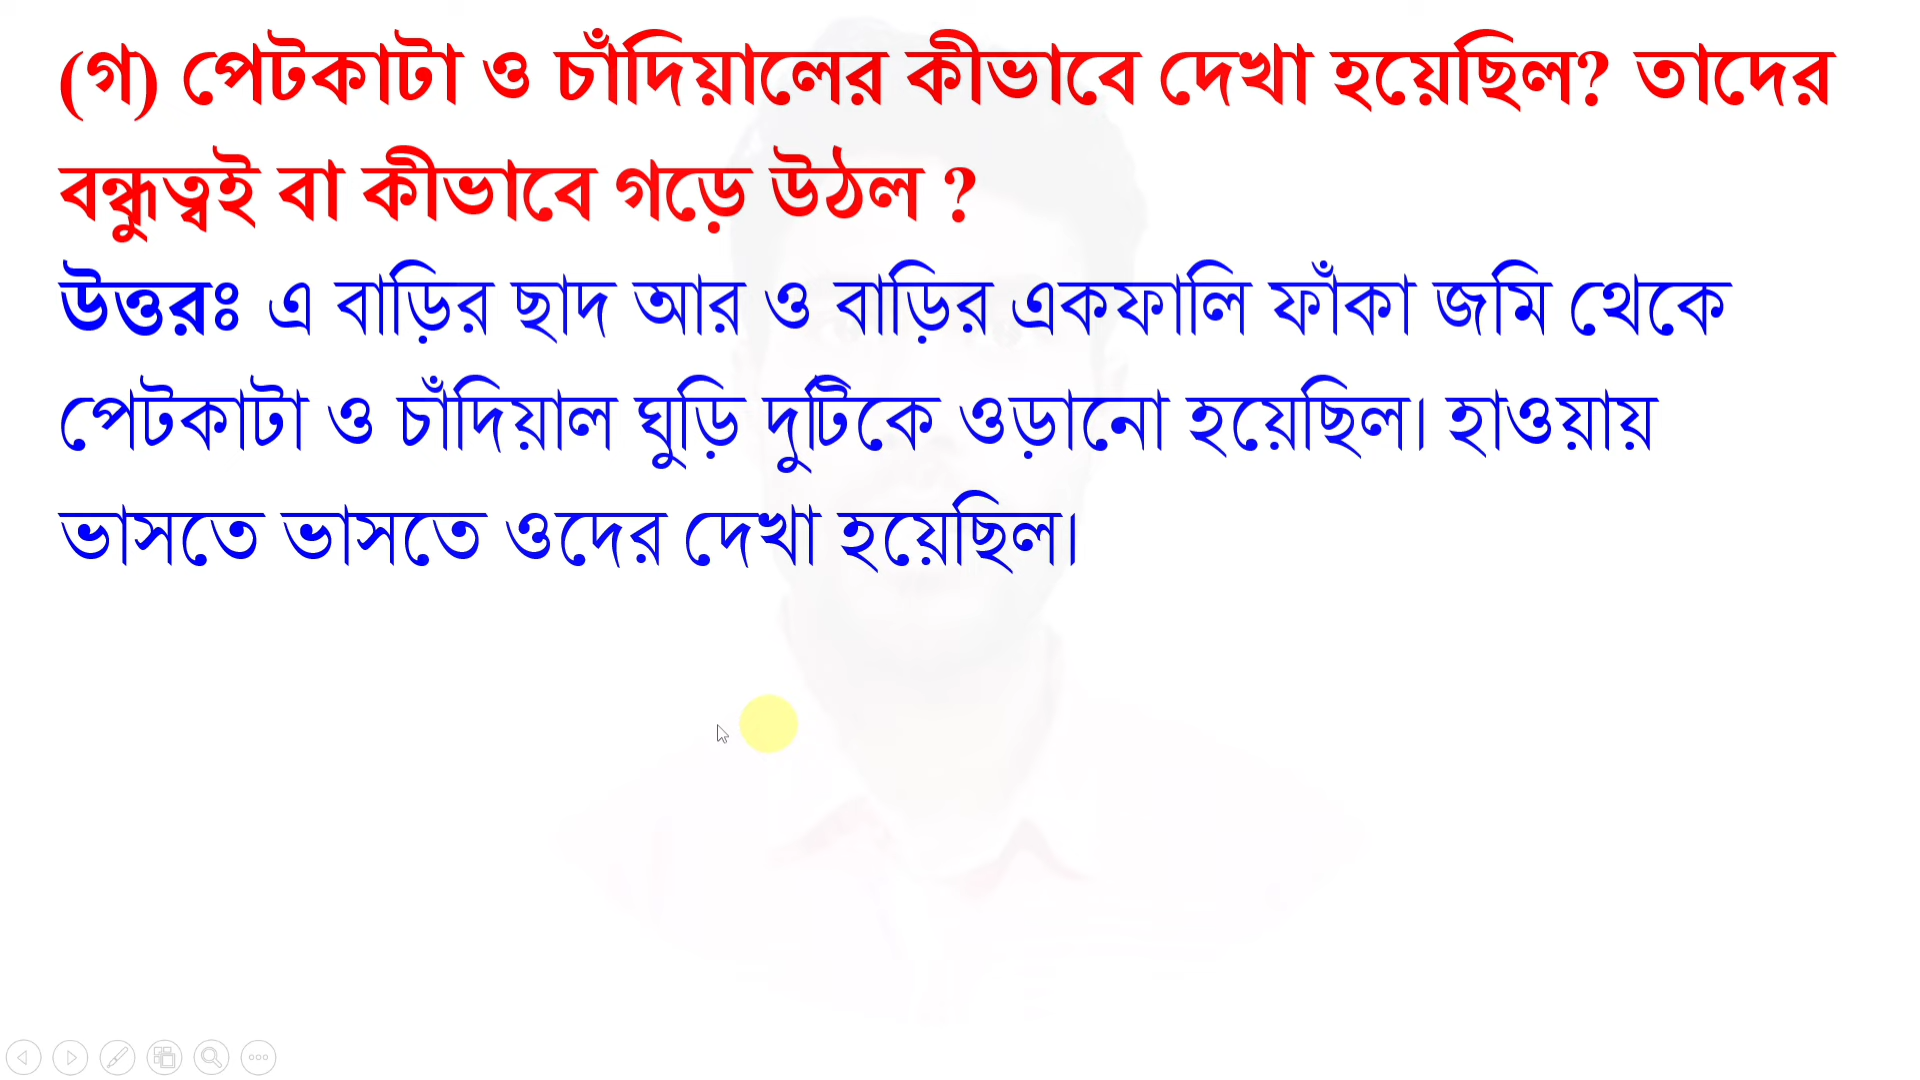 (গ) পেটকাটা ও চাঁদিয়ালের কীভাবে দেখা হয়েছিল? তাদের
বন্ধুত্বই বা কীভাবে গড়ে উঠল ?
উত্তরঃ এ বাড়ির ছাদ আর ও বাড়ির একফালি ফাঁকা জমি থেকে
পেটকাটা ও চাঁদিয়াল ঘুড়ি দুটিকে ওড়ানো হয়েছিল। হাওয়ায়
ভাসতে ভাসতে ওদের দেখা হয়েছিল।